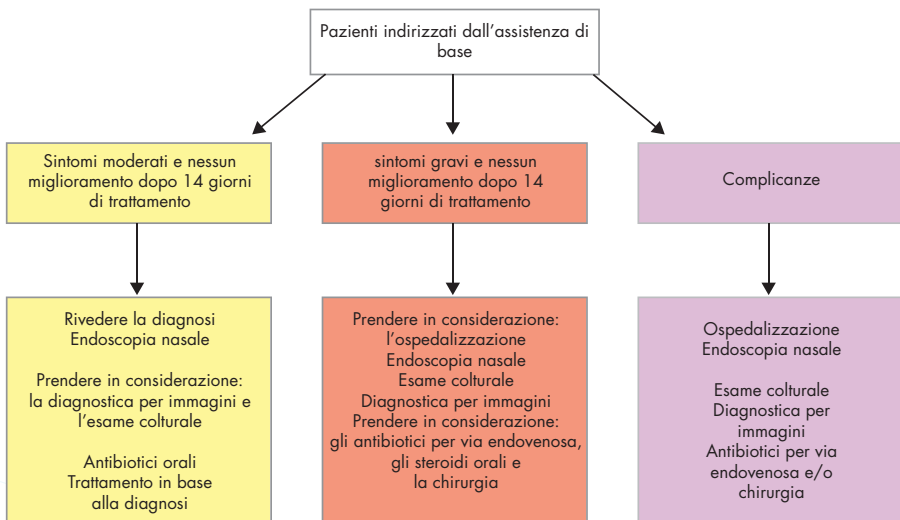 Pazienti indirizzati dall'assistenza di
base
Sintomi moderati e nessun
miglioramento dopo 14 giorni
di trattamento
sintomi gravi e nessun
miglioramento dopo 14
giorni di trattamento
Complicanze
Rivedere la diagnosi
Endoscopia nasale
Prendere in considerazione:
la diagnostica per immagini e
l'esame colturale
Antibiotici orali
Trattamento in base
alla diagnosi
Prendere in considerazione:
l'ospedalizzazione
Endoscopia nasale
Esame colturale
Diagnostica per immagini
Prendere in considerazione:
gli antibiotici per via endovenosa,
gli steroidi orali e
la chirurgia
Ospedalizzazione
Endoscopia nasale
Esame colturale
Diagnostica per
immagini
Antibiotici per via
endovenosa e/o
chirurgia